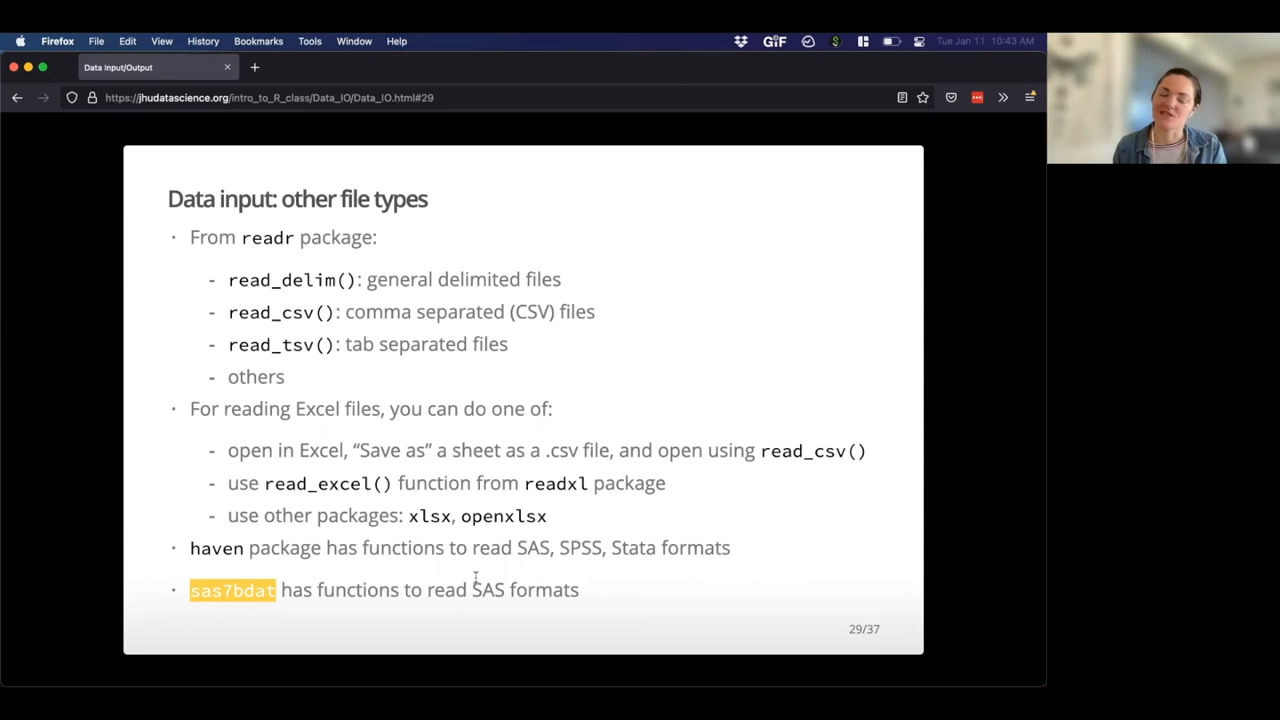 Firefox File Edit View History Bookmarks Tools Window Help GIF Tue Jan 11 10:43 AM
Data Input/Output
https://jhudatascience.org/intro_to_R_class/Data_IO/Data_IO.html#29
Data input: other file types
· From readr package:
- read_delim(): general delimited files
- read_csv(): comma separated (CSV) files
- read_tsv(): tab separated files
- others
· For reading Excel files, you can do one of:
- open in Excel, “Save as” a sheet as a .csv file, and open using read_csv()
- use read_excel() function from readxl package
- use other packages: xlsx, openxlsx
· haven package has functions to read SAS, SPSS, Stata formats
· sas7bdat has functions to read SAS formats
29/37